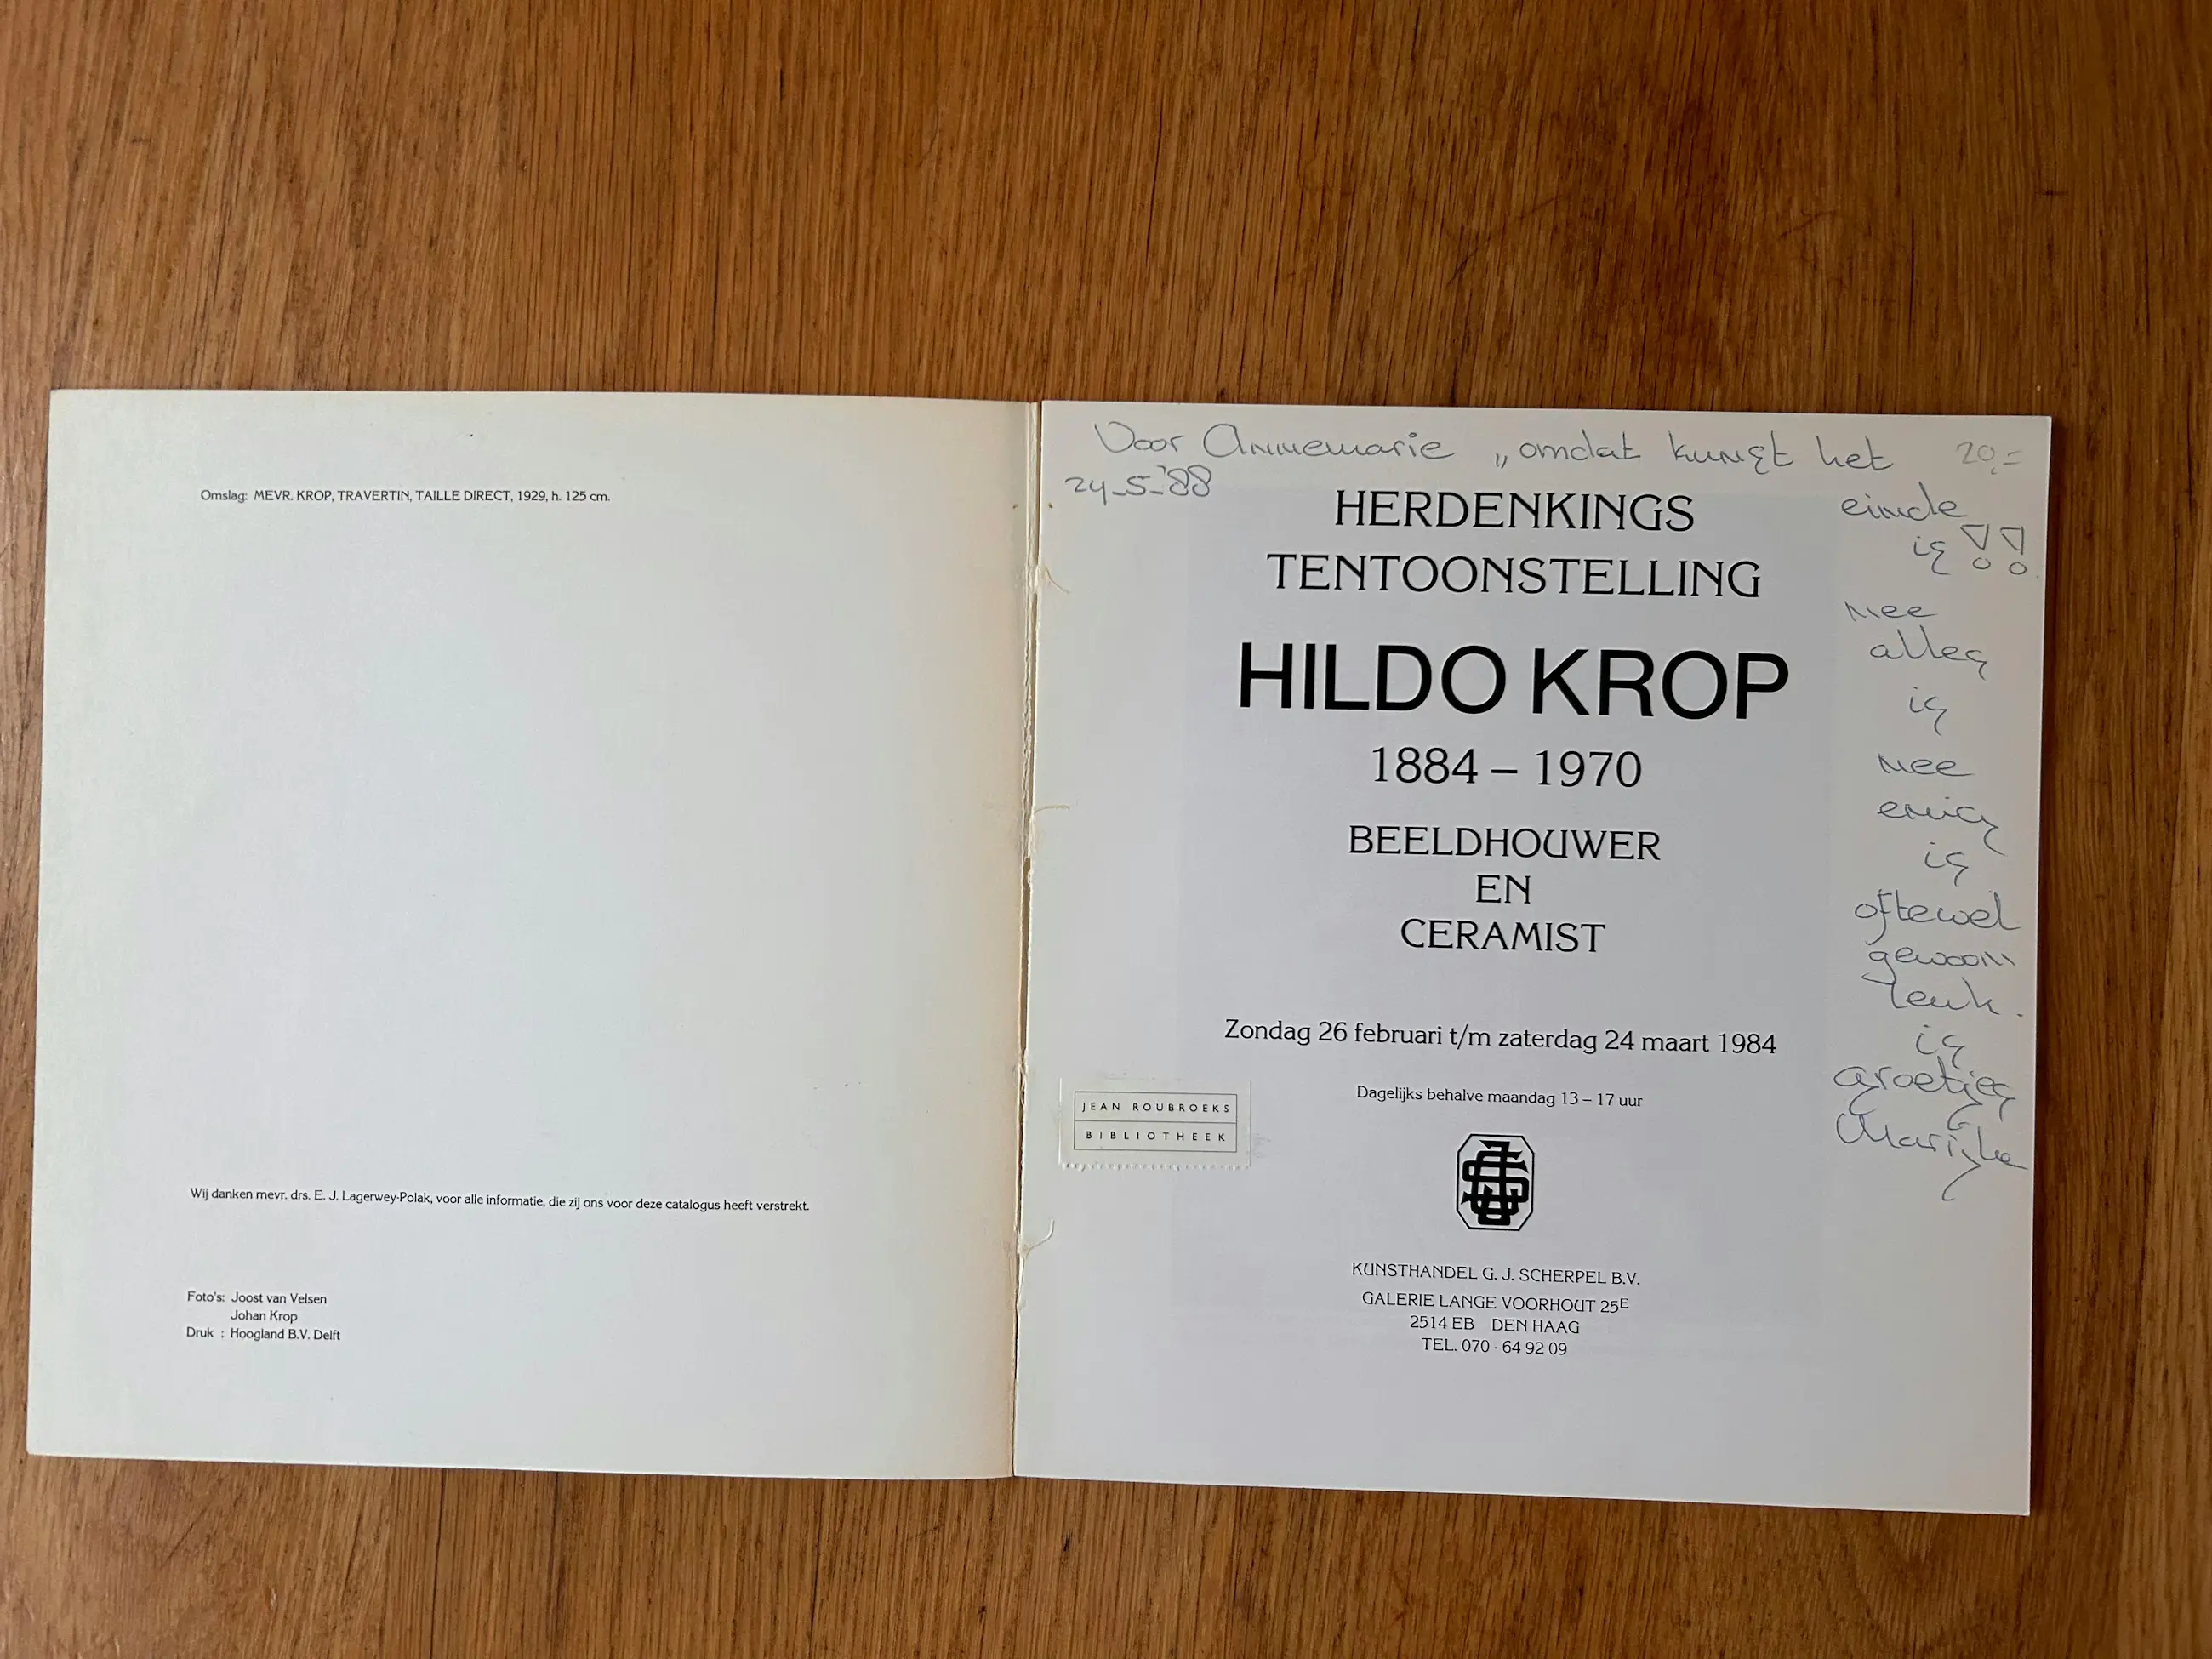 Omslag: MEVR. KROP, TRAVERTIN, TAILLE DIRECT, 1929, h. 125 cm.
Wij danken mevr. drs. E. J. Lagerwey-Polak, voor alle informatie, die zij ons voor deze catalogus heeft verstrekt.
Foto's: Joost van Velsen
Johan Krop
Druk : Hoogland B.V. Delft
Voor Annemarie „omdat kunst het
20,=
24-5-'88
einde
is !!
nee
alles
is
nee
enig
is
oftewel
gewoon
leuk.
is
groetjes
Marijke
HERDENKINGS
TENTOONSTELLING
HILDO KROP
1884 – 1970
BEELDHOUWER
EN
CERAMIST
Zondag 26 februari t/m zaterdag 24 maart 1984
Dagelijks behalve maandag 13 – 17 uur
JEAN ROUBROEKS
BIBLIOTHEEK
KUNSTHANDEL G. J. SCHERPEL B.V.
GALERIE LANGE VOORHOUT 25E
2514 EB DEN HAAG
TEL. 070 - 64 92 09